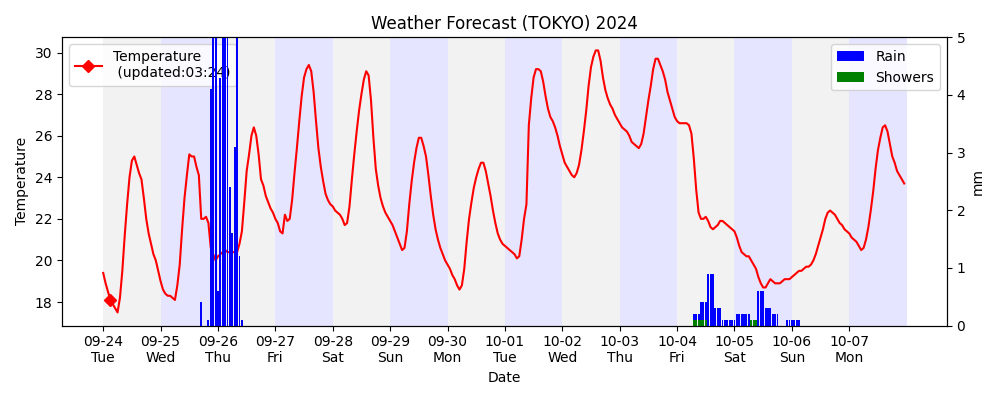 Weather Forecast (TOKYO) 2024
Temperature
(updated:03:24)
Rain
Showers
30
28
26
24
22
20
18
Temperature
5
4
3
2
1
0
mm
09-24 09-25 09-26 09-27 09-28 09-29 09-30 10-01 10-02 10-03 10-04 10-05 10-06 10-07
Tue Wed Thu Fri Sat Sun Mon Tue Wed Thu Fri Sat Sun Mon
Date